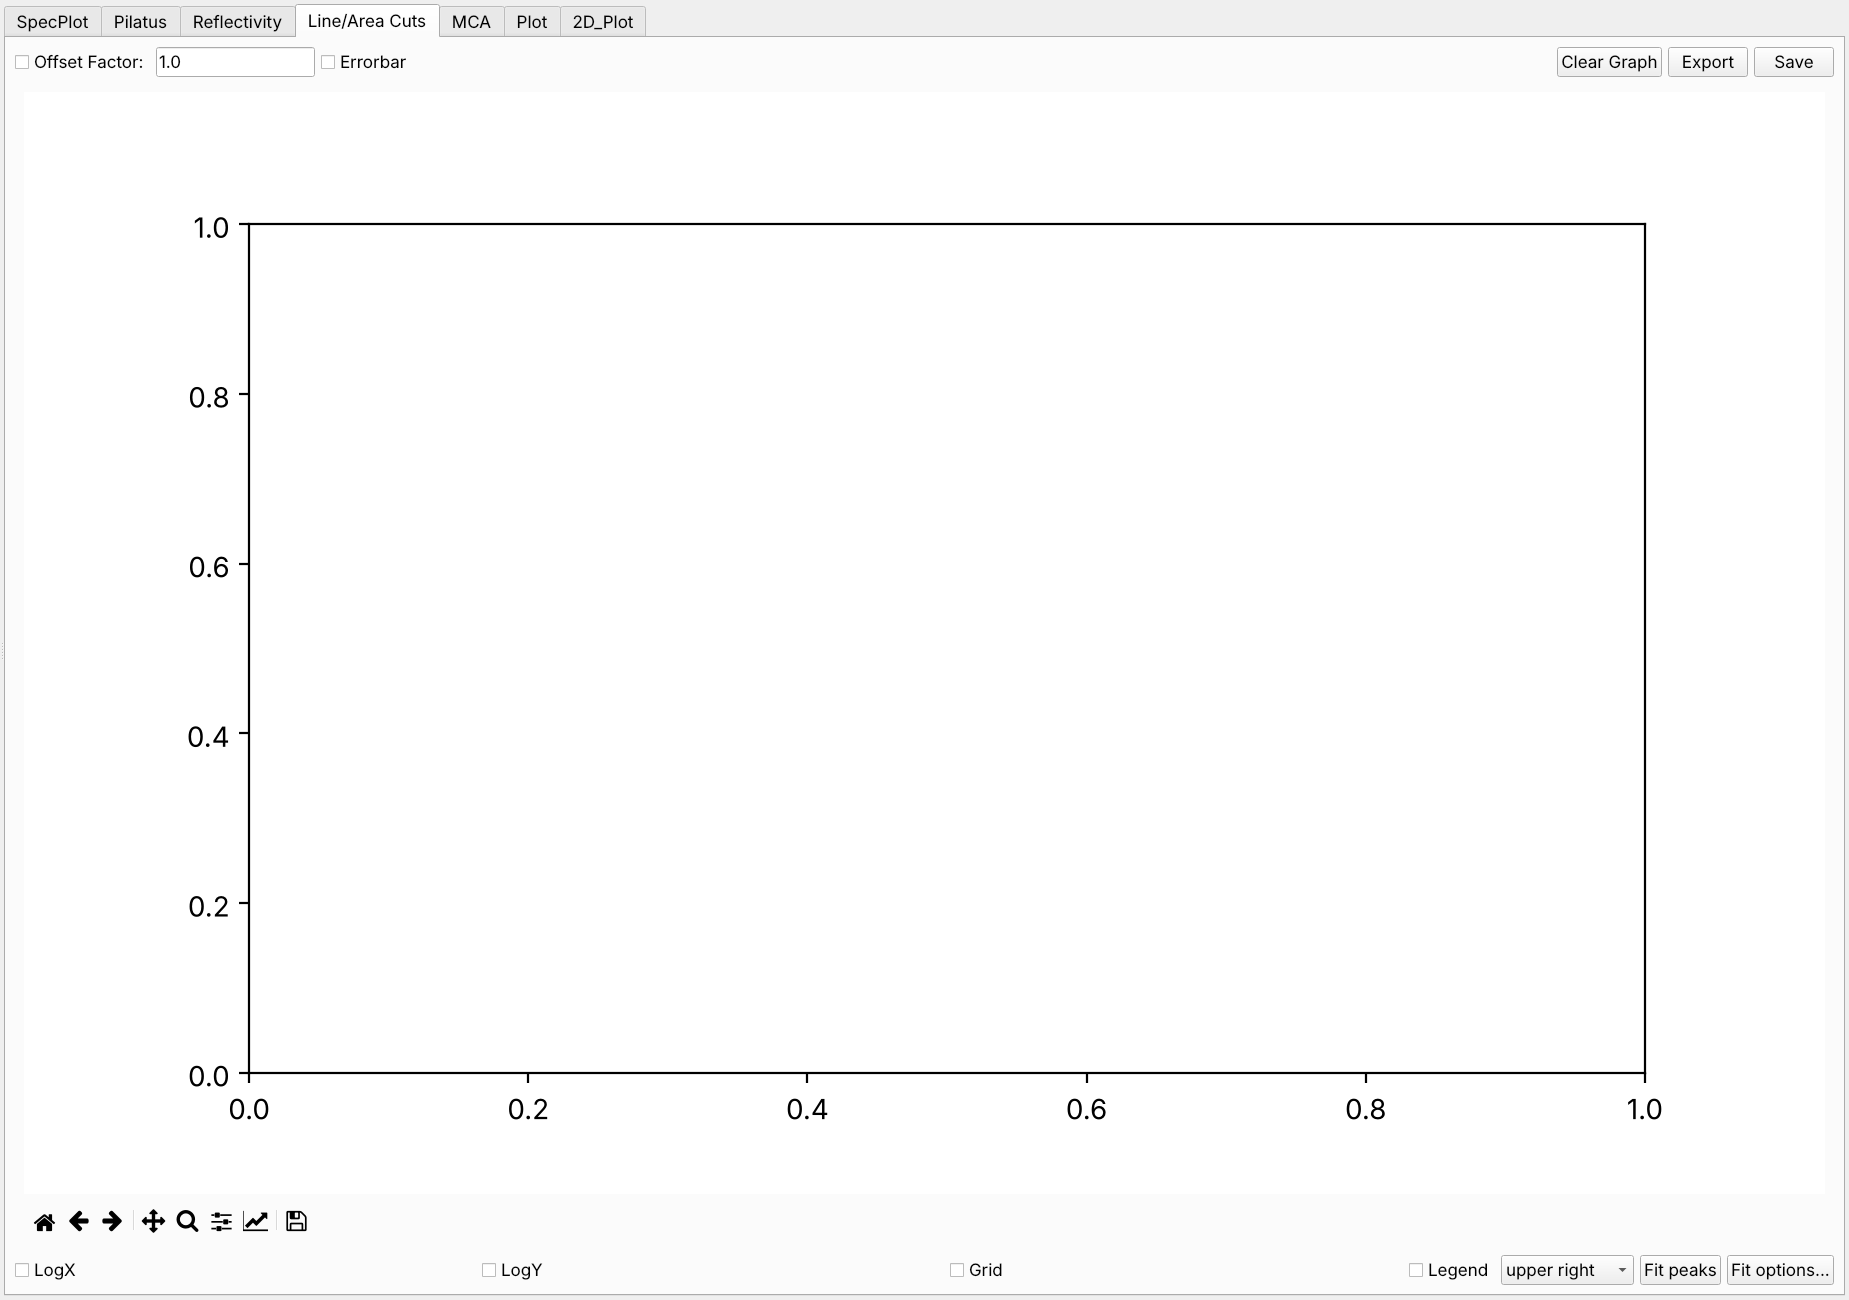 SpecPlot Pilatus Reflectivity Line/Area Cuts MCA Plot 2D_Plot
Offset Factor: 1.0 Errorbar Clear Graph Export Save
1.0
0.8
0.6
0.4
0.2
0.0
0.0 0.2 0.4 0.6 0.8 1.0
LogX LogY Grid Legend upper right Fit peaks Fit options...